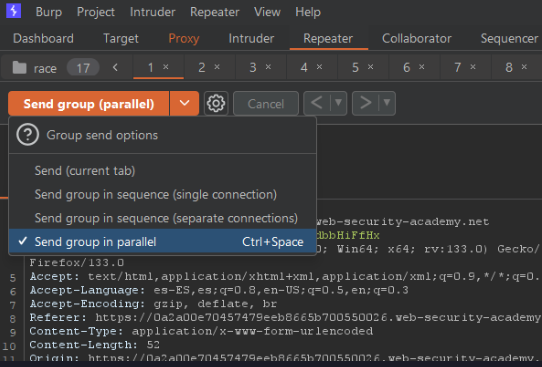 Burp Project Intruder Repeater View Help
Dashboard Target Proxy Intruder Repeater Collaborator Sequencer
race 17 < 1 × 2 × 3 × 4 × 5 × 6 × 7 × 8 ×
Send group (parallel) Cancel < >
Group send options
Send (current tab)
Send group in sequence (single connection)
Send group in sequence (separate connections)
✓ Send group in parallel Ctrl+Space
web-security-academy.net
dbbHiFfHx
0; Win64; x64; rv:133.0) Gecko/
Firefox/133.0
5 Accept: text/html,application/xhtml+xml,application/xml;q=0.9,*/*;q=0.
6 Accept-Language: es-ES,es;q=0.8,en-US;q=0.5,en;q=0.3
7 Accept-Encoding: gzip, deflate, br
8 Referer: https://0a2a00e70457479eeb8665b700550026.web-security-academy
9 Content-Type: application/x-www-form-urlencoded
10 Content-Length: 52
11 Origin: https://0a2a00e70457479eeb8665b700550026.web-security-academy